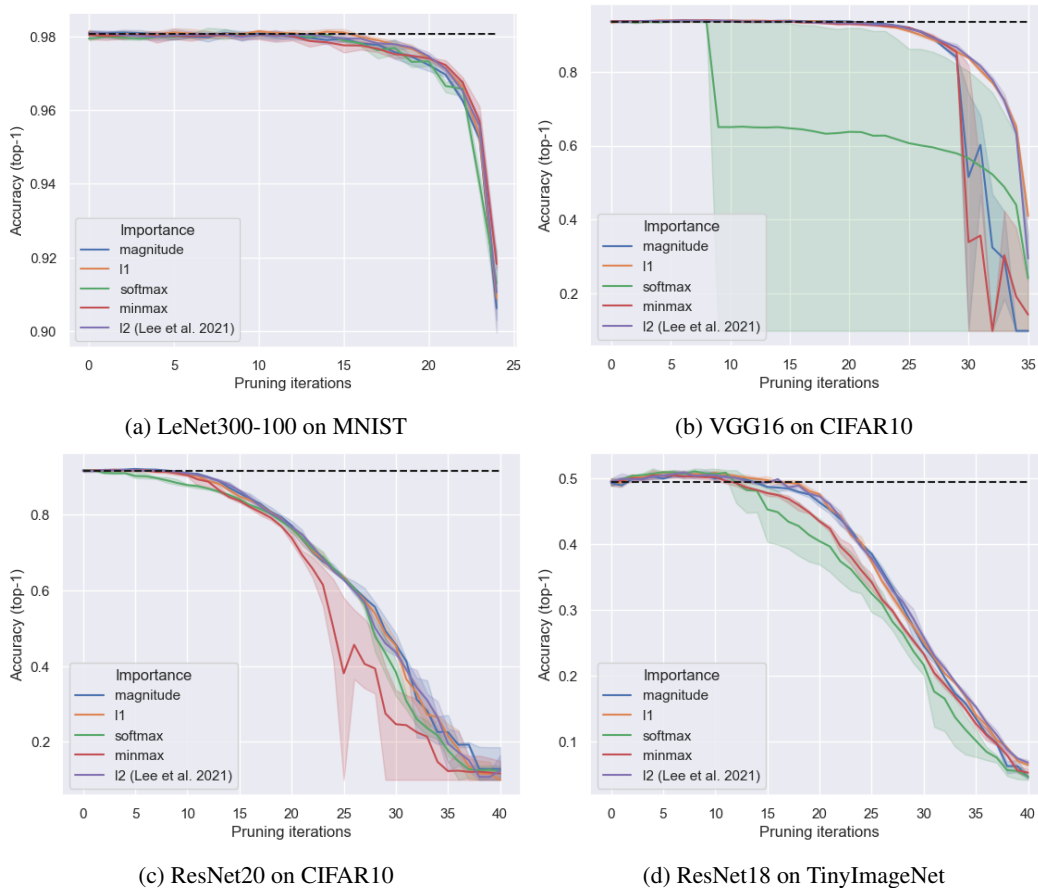 0.98
0.96
0.94
0.92
0.90
Accuracy (top-1)
Importance
magnitude
l1
softmax
minmax
l2 (Lee et al. 2021)
0 5 10 15 20 25
Pruning iterations
(a) LeNet300-100 on MNIST
0.8
0.6
0.4
0.2
Accuracy (top-1)
Importance
magnitude
l1
softmax
minmax
l2 (Lee et al. 2021)
0 5 10 15 20 25 30 35
Pruning iterations
(b) VGG16 on CIFAR10
0.8
0.6
0.4
0.2
Accuracy (top-1)
Importance
magnitude
l1
softmax
minmax
l2 (Lee et al. 2021)
0 5 10 15 20 25 30 35 40
Pruning iterations
(c) ResNet20 on CIFAR10
0.5
0.4
0.3
0.2
0.1
Accuracy (top-1)
Importance
magnitude
l1
softmax
minmax
l2 (Lee et al. 2021)
0 5 10 15 20 25 30 35 40
Pruning iterations
(d) ResNet18 on TinyImageNet